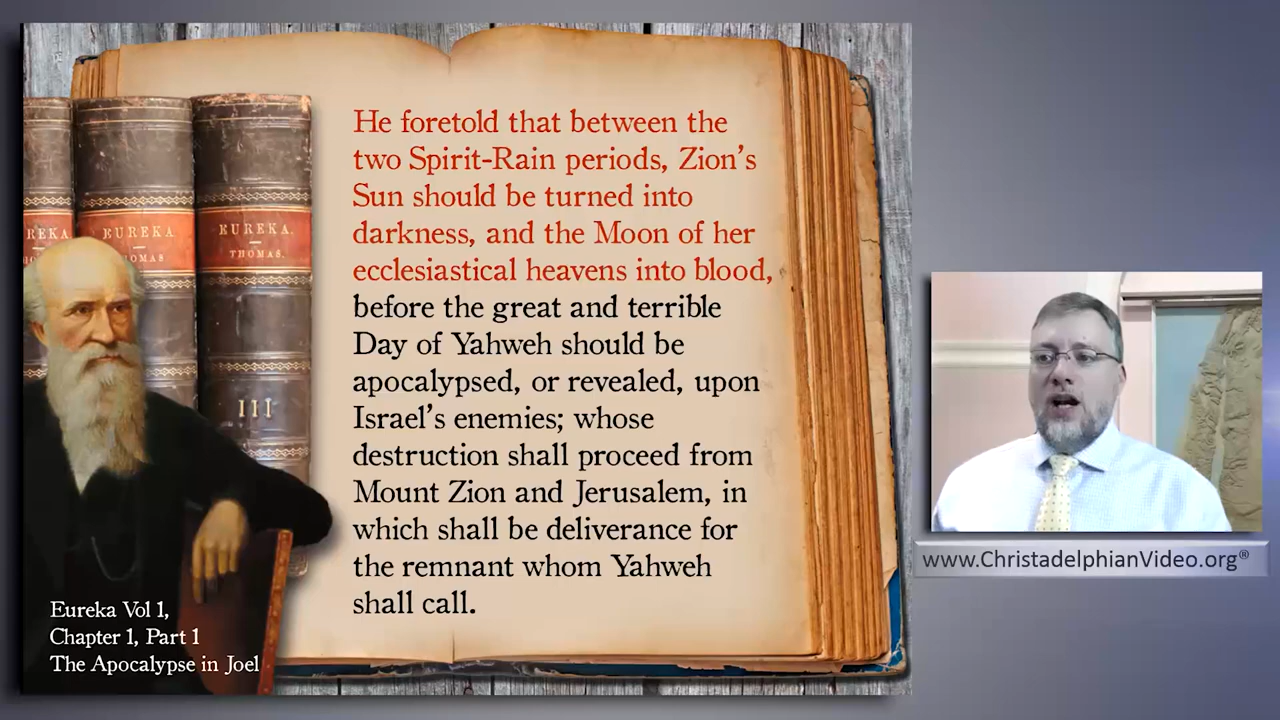 He foretold that between the
two Spirit-Rain periods, Zion's
Sun should be turned into
darkness, and the Moon of her
ecclesiastical heavens into blood,
before the great and terrible
Day of Yahweh should be
apocalypsed, or revealed, upon
Israel's enemies; whose
destruction shall proceed from
Mount Zion and Jerusalem, in
which shall be deliverance for
the remnant whom Yahweh
shall call.
REKA
EUREKA.
OMAS
EUREKA.
THOMAS.
III
Eureka Vol 1,
Chapter 1, Part 1
The Apocalypse in Joel
www.ChristadelphianVideo.org®